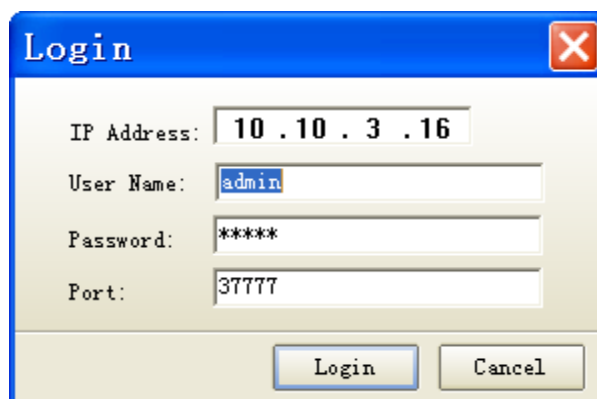 Login
IP Address: 10 .10 . 3 .16
User Name: admin
Password: *****
Port: 37777
Login Cancel